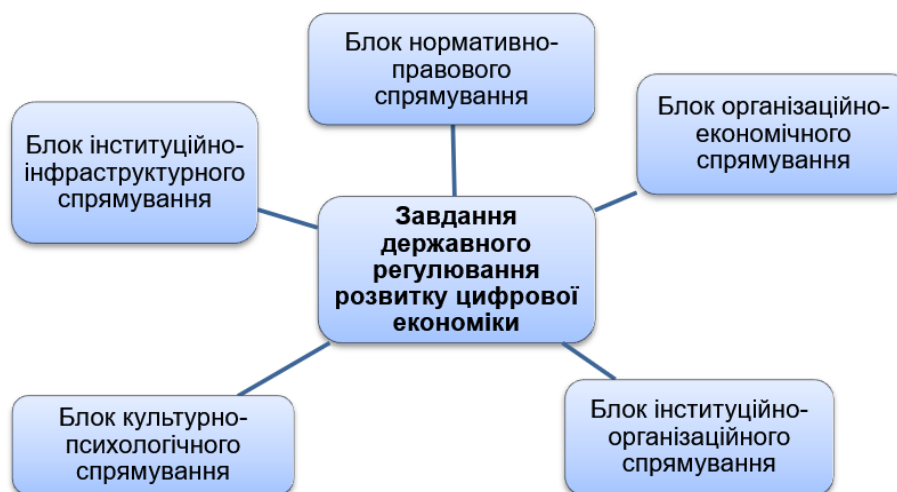 Блок нормативно-
правового
спрямування
Блок організаційно-
економічного
спрямування
Блок інституційно-
інфраструктурного
спрямування
Завдання
державного
регулювання
розвитку цифрової
економіки
Блок культурно-
психологічного
спрямування
Блок інституційно-
організаційного
спрямування